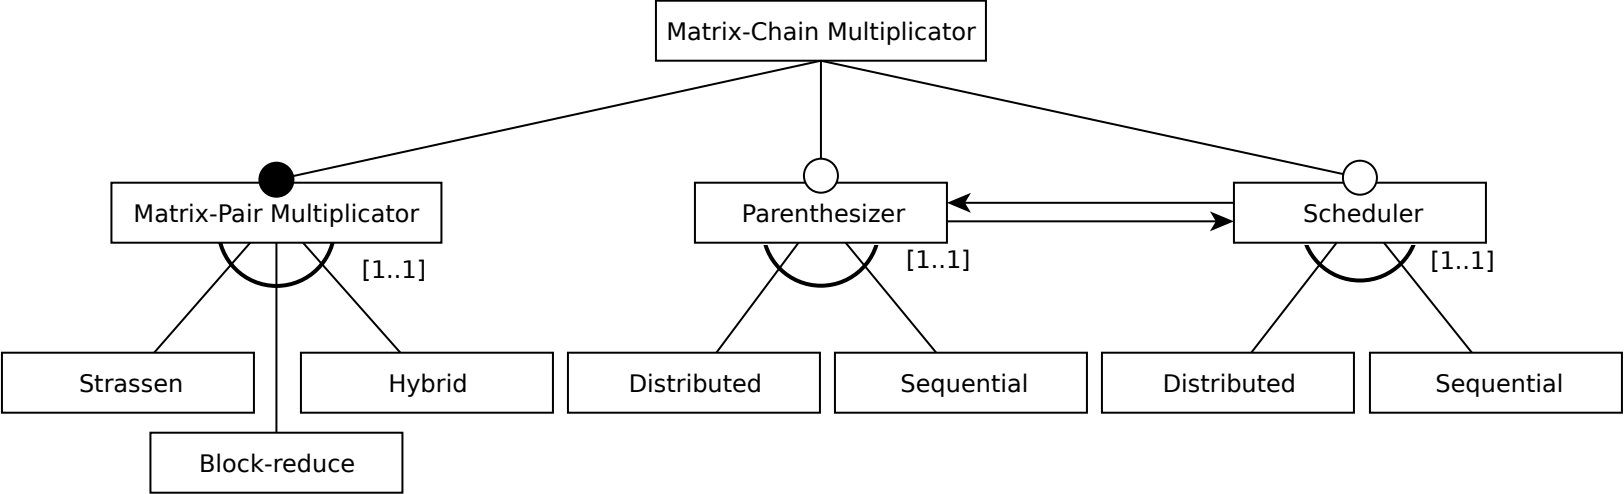 Matrix-Chain Multiplicator
Matrix-Pair Multiplicator
Parenthesizer
Scheduler
[1..1]
[1..1]
[1..1]
Strassen
Hybrid
Distributed
Sequential
Distributed
Sequential
Block-reduce